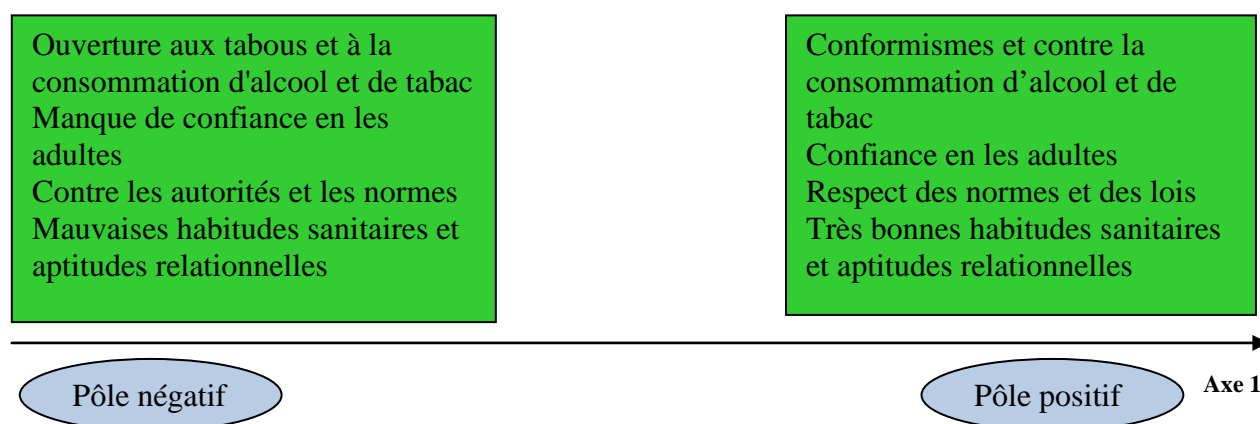 Ouverture aux tabous et à la
consommation d'alcool et de tabac
Manque de confiance en les
adultes
Contre les autorités et les normes
Mauvaises habitudes sanitaires et
aptitudes relationnelles
Conformismes et contre la
consommation d’alcool et de
tabac
Confiance en les adultes
Respect des normes et des lois
Très bonnes habitudes sanitaires
et aptitudes relationnelles
Pôle négatif
Pôle positif
Axe 1